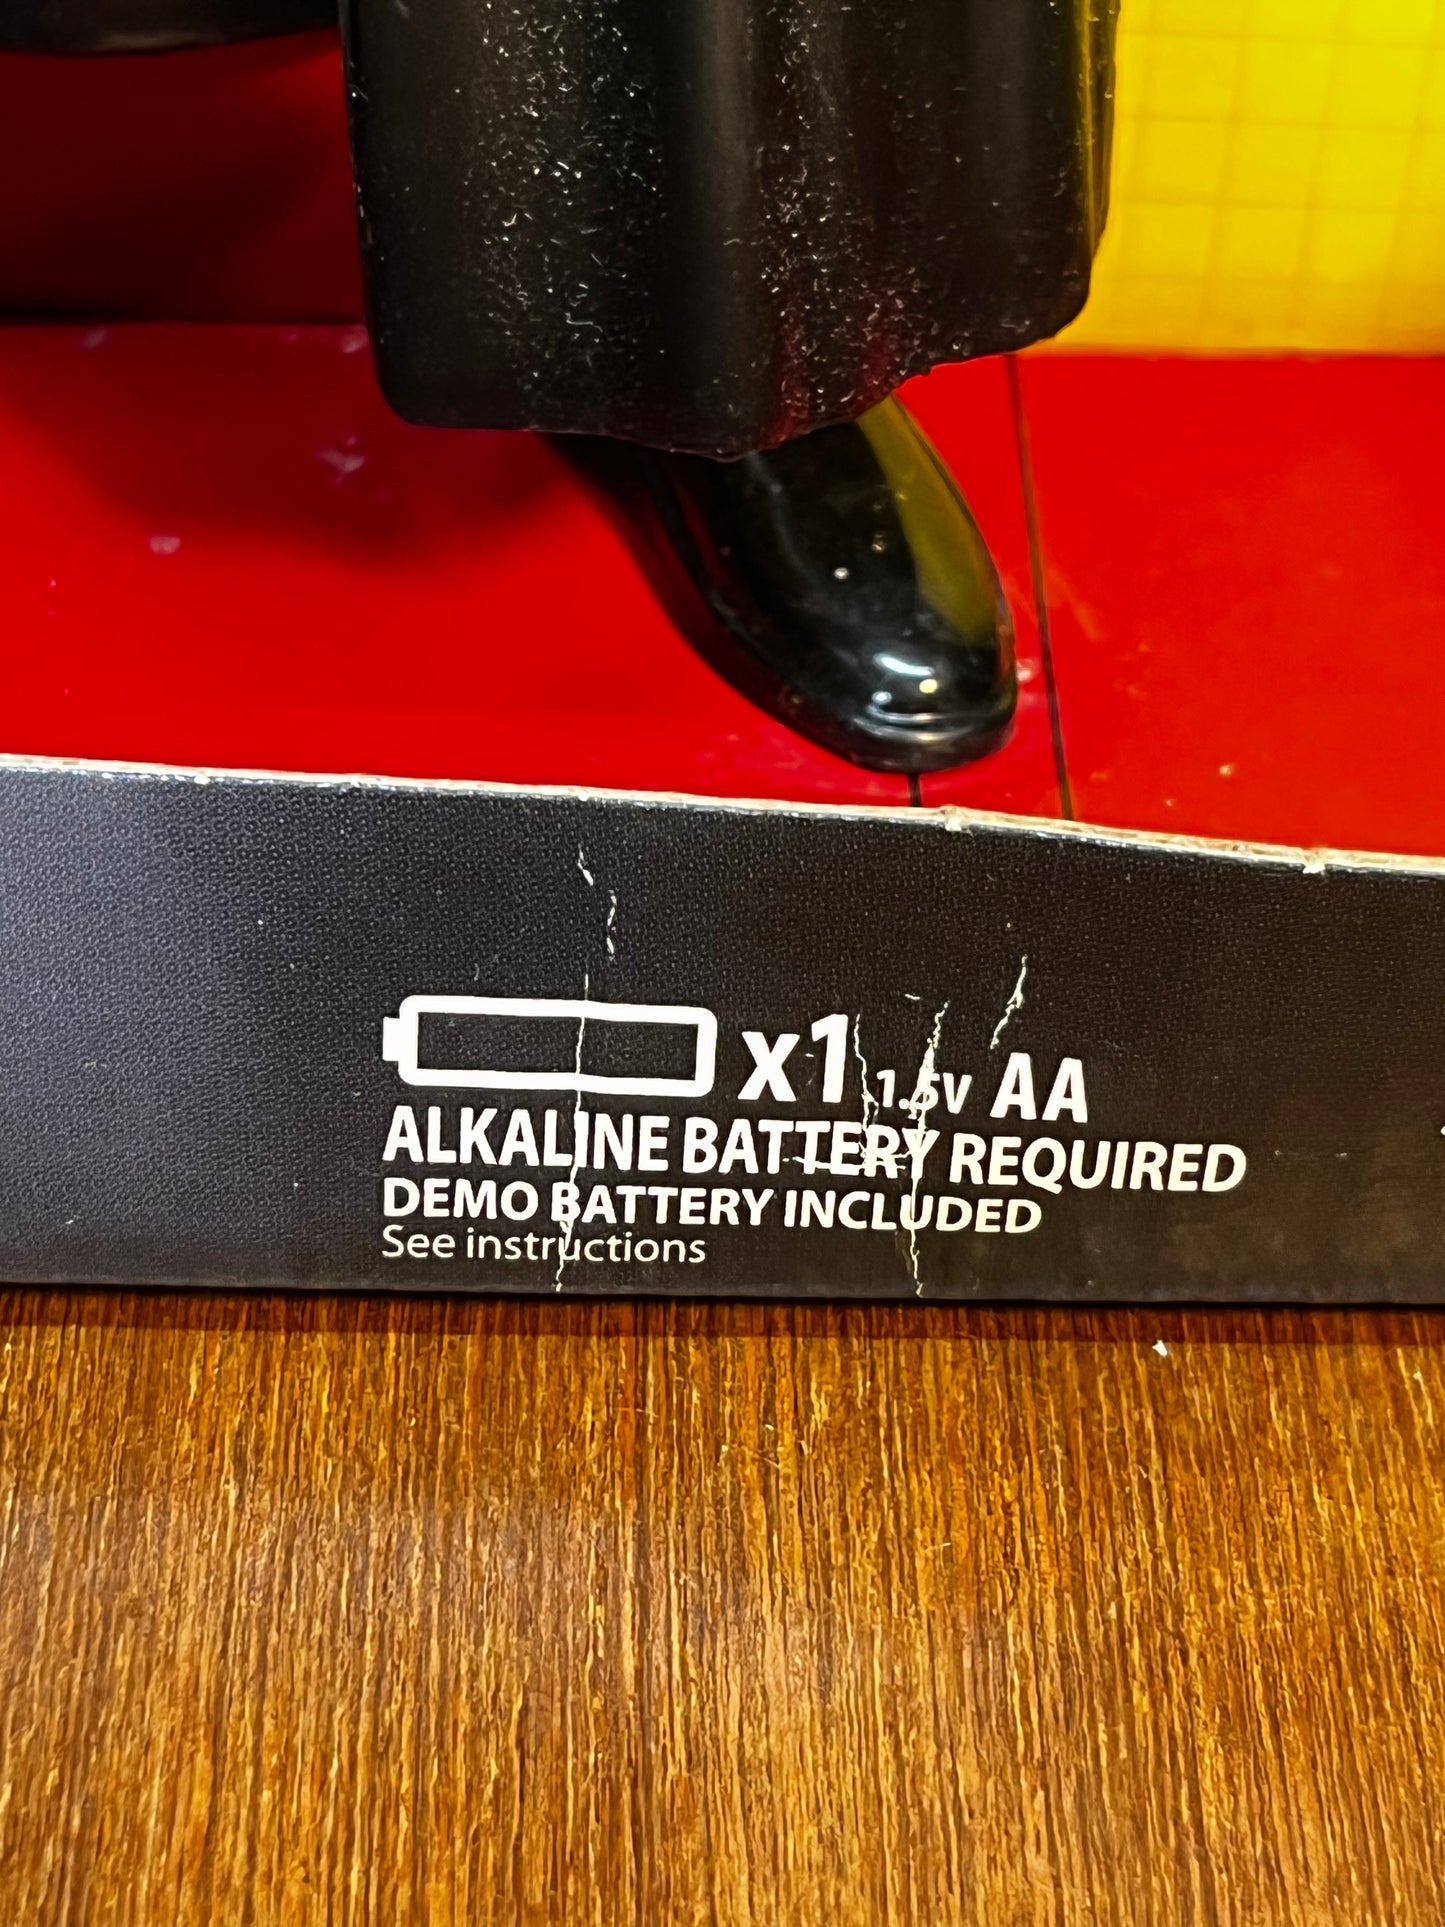 x1 1.5V AA
ALKALINE BATTERY REQUIRED
DEMO BATTERY INCLUDED
See instructions